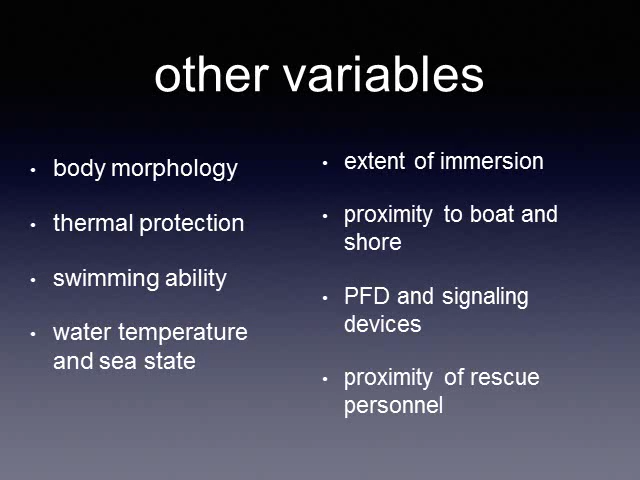 other variables
• body morphology
• thermal protection
• swimming ability
• water temperature
and sea state
• extent of immersion
• proximity to boat and
shore
• PFD and signaling
devices
• proximity of rescue
personnel